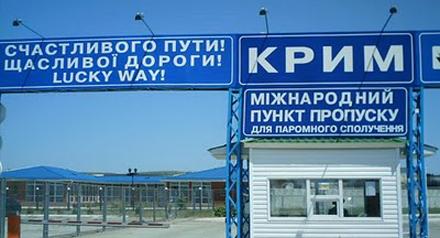 СЧАСТЛИВОГО ПУТИ!
ЩАСЛИВОЇ ДОРОГИ!
LUCKY WAY!
КРИМ
МІЖНАРОДНИЙ
ПУНКТ ПРОПУСКУ
ДЛЯ ПАРОМНОГО СПОЛУЧЕННЯ